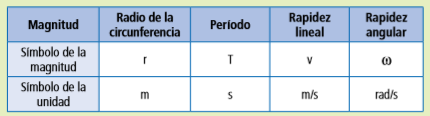 Magnitud
Radio de la
circunferencia
Período
Rapidez
lineal
Rapidez
angular
Símbolo de la
magnitud
r
T
v
ω
Símbolo de la
unidad
m
s
m/s
rad/s